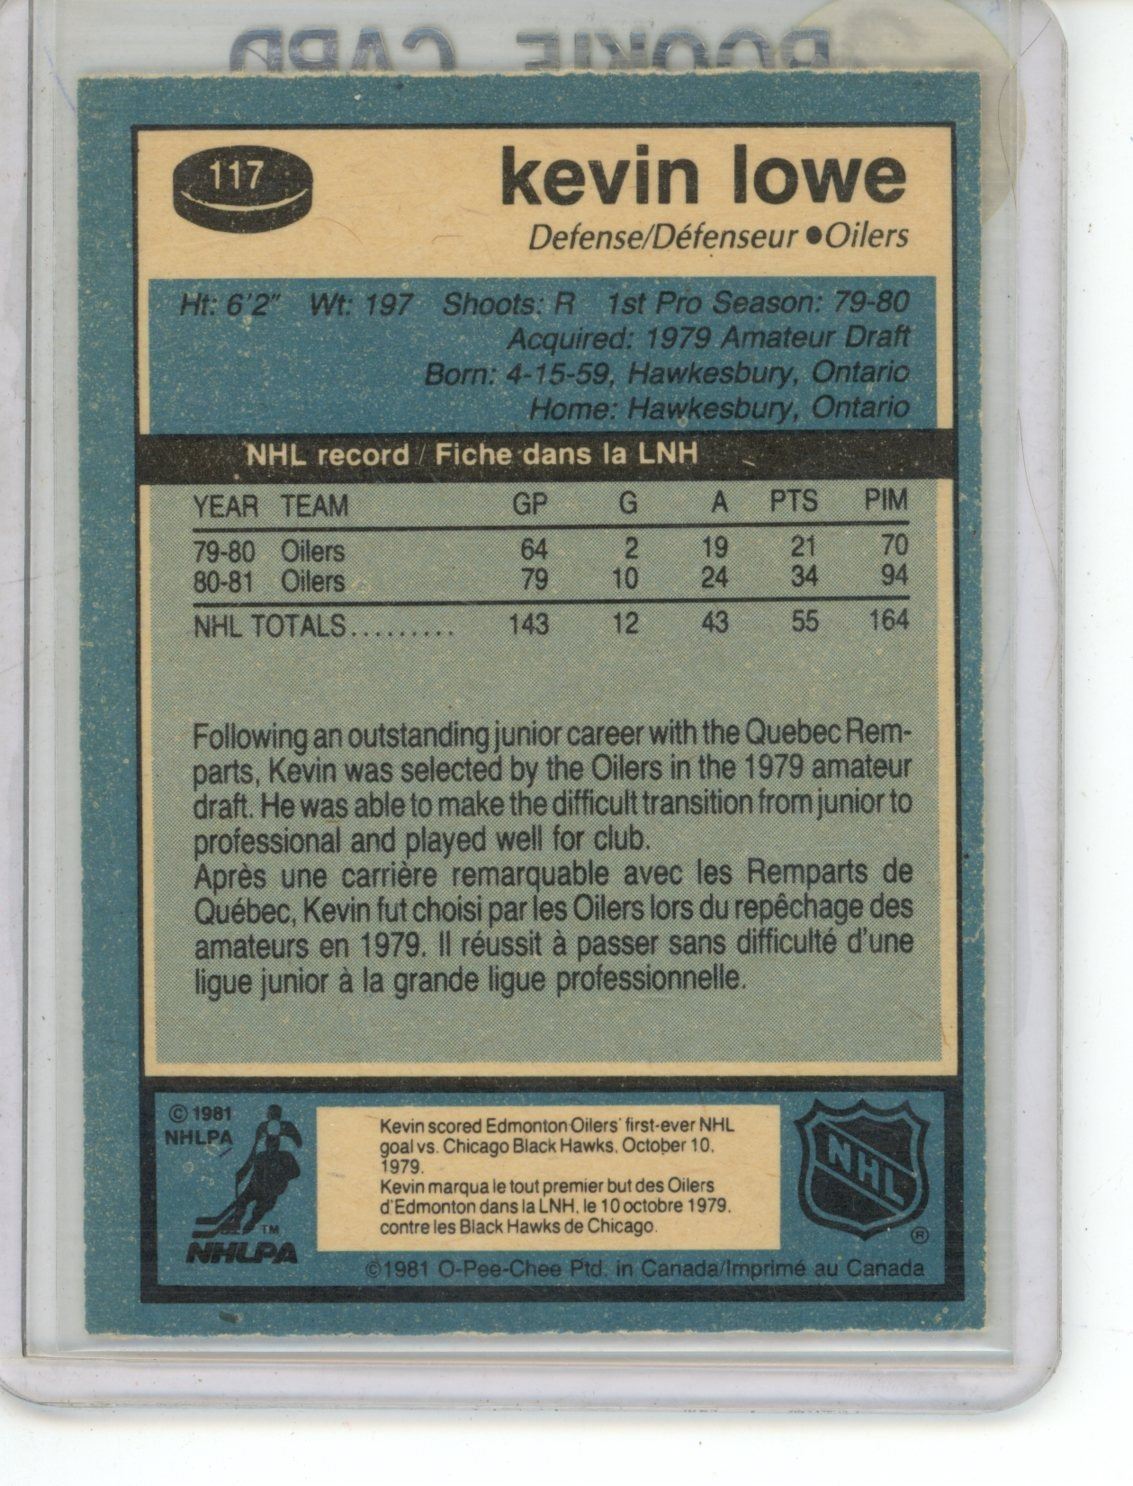 ROOKIE CARD
117
kevin lowe
Defense/Défenseur ● Oilers
Ht: 6'2" Wt: 197 Shoots: R 1st Pro Season: 79-80
Acquired: 1979 Amateur Draft
Born: 4-15-59, Hawkesbury, Ontario
Home: Hawkesbury, Ontario
NHL record / Fiche dans la LNH
YEAR TEAM GP G A PTS PIM
79-80 Oilers 64 2 19 21 70
80-81 Oilers 79 10 24 34 94
NHL TOTALS......... 143 12 43 55 164
Following an outstanding junior career with the Quebec Rem-
parts, Kevin was selected by the Oilers in the 1979 amateur
draft. He was able to make the difficult transition from junior to
professional and played well for club.
Après une carrière remarquable avec les Remparts de
Québec, Kevin fut choisi par les Oilers lors du repêchage des
amateurs en 1979. Il réussit à passer sans difficulté d'une
ligue junior à la grande ligue professionnelle.
© 1981
NHLPA
TM
NHLPA
Kevin scored Edmonton Oilers' first-ever NHL
goal vs. Chicago Black Hawks, October 10,
1979.
Kevin marqua le tout premier but des Oilers
d'Edmonton dans la LNH, le 10 octobre 1979,
contre les Black Hawks de Chicago.
NHL
®
©1981 O-Pee-Chee Ptd. in Canada/Imprimé au Canada